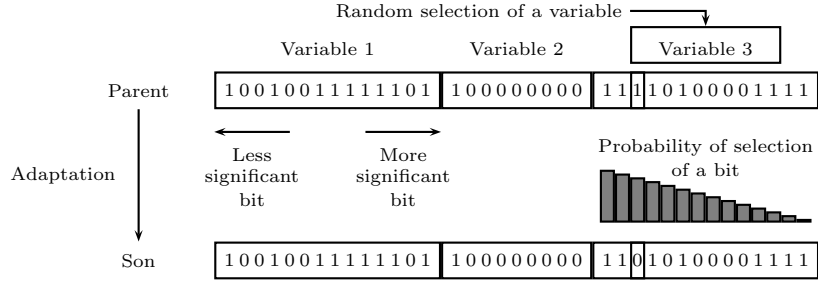 Random selection of a variable
Variable 1 Variable 2 Variable 3
Parent 1 0 0 1 0 0 1 1 1 1 1 1 0 1 1 0 0 0 0 0 0 0 0 1 1 1 1 0 1 0 0 0 0 1 1 1 1
Less significant bit
More significant bit
Probability of selection
of a bit
Adaptation
Son 1 0 0 1 0 0 1 1 1 1 1 1 0 1 1 0 0 0 0 0 0 0 0 1 1 0 1 0 1 0 0 0 0 1 1 1 1